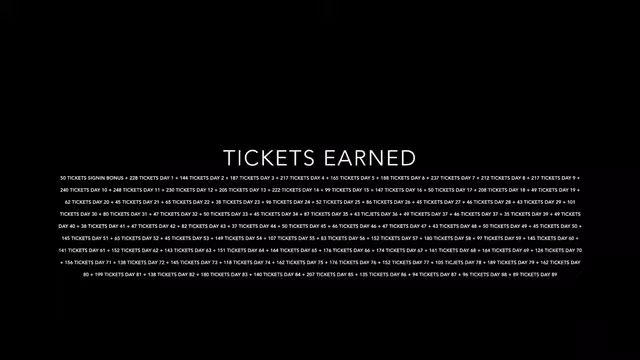 TICKETS EARNED
50 TICKETS SIGNIN BONUS + 228 TICKETS DAY 1 + 144 TICKETS DAY 2 + 187 TICKETS DAY 3 + 217 TICKETS DAY 4 + 165 TICKETS DAY 5 + 188 TICKETS DAY 6 + 237 TICKETS DAY 7 + 212 TICKETS DAY 8 + 217 TICKETS DAY 9 +
240 TICKETS DAY 10 + 248 TICKETS DAY 11 + 230 TICKETS DAY 12 + 205 TICKETS DAY 13 + 222 TICKETS DAY 14 + 99 TICKETS DAY 15 + 147 TICKETS DAY 16 + 50 TICKETS DAY 17 + 208 TICKETS DAY 18 + 49 TICKETS DAY 19 +
62 TICKETS DAY 20 + 45 TICKETS DAY 21 + 65 TICKETS DAY 22 + 38 TICKETS DAY 23 + 96 TICKETS DAY 24 + 52 TICKETS DAY 25 + 86 TICKETS DAY 26 + 45 TICKETS DAY 27 + 46 TICKETS DAY 28 + 43 TICKETS DAY 29 + 101
TICKETS DAY 30 + 80 TICKETS DAY 31 + 47 TICKETS DAY 32 + 50 TICKETS DAY 33 + 45 TICKETS DAY 34 + 87 TICKETS DAY 35 + 43 TICJETS DAY 36 + 49 TICKETS DAY 37 + 46 TICKETS DAY 37 + 35 TICKETS DAY 39 + 49 TICKETS
DAY 40 + 38 TICKETS DAY 41 + 47 TICKETS DAY 42 + 82 TICKETS DAY 43 + 37 TICKETS DAY 44 + 50 TICKETS DAY 45 + 46 TICKETS DAY 46 + 47 TICKETS DAY 47 + 43 TICKETS DAY 48 + 50 TICKETS DAY 49 + 45 TICKETS DAY 50 +
145 TICKETS DAY 51 + 65 TICKETS DAY 52 + 45 TICKETS DAY 53 + 149 TICKETS DAY 54 + 107 TICKETS DAY 55 + 83 TICKETS DAY 56 + 152 TICKETS DAY 57 + 180 TICKETS DAY 58 + 97 TICKETS DAY 59 + 145 TICKETS DAY 60 +
141 TICKETS DAY 61 + 152 TICKETS DAY 62 + 143 TICKETS DAY 63 + 151 TICKETS DAY 64 + 164 TICKETS DAY 65 + 176 TICKETS DAY 66 + 174 TICKETS DAY 67 + 161 TICKETS DAY 68 + 164 TICKETS DAY 69 + 124 TICKETS DAY 70
+ 156 TICKETS DAY 71 + 138 TICKETS DAY 72 + 145 TICKETS DAY 73 + 118 TICKETS DAY 74 + 162 TICKETS DAY 75 + 176 TICKETS DAY 76 + 152 TICKETS DAY 77 + 105 TICJETS DAY 78 + 189 TICKETS DAY 79 + 162 TICKETS DAY
80 + 199 TICKETS DAY 81 + 138 TICKETS DAY 82 + 180 TICKETS DAY 83 + 140 TICKETS DAY 84 + 207 TICKETS DAY 85 + 135 TICKETS DAY 86 + 94 TICKETS DAY 87 + 96 TICKETS DAY 88 + 89 TICKETS DAY 89